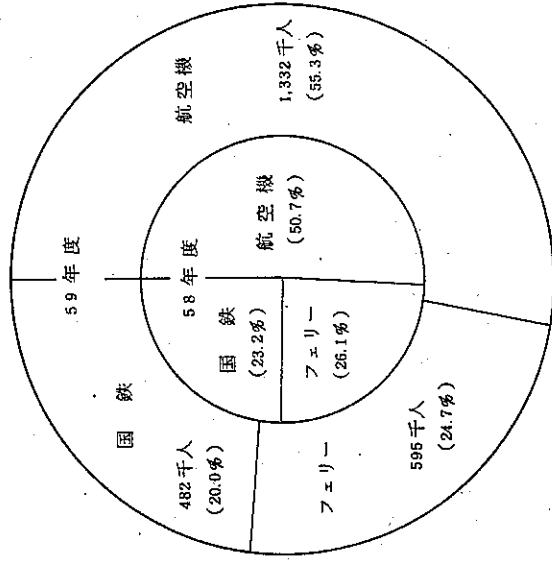 59年度
航空機
1,332千人
(55.3%)
フェリー
595千人
(24.7%)
国鉄
482千人
(20.0%)
58年度
航空機
(50.7%)
フェリー
(26.1%)
国鉄
(23.2%)